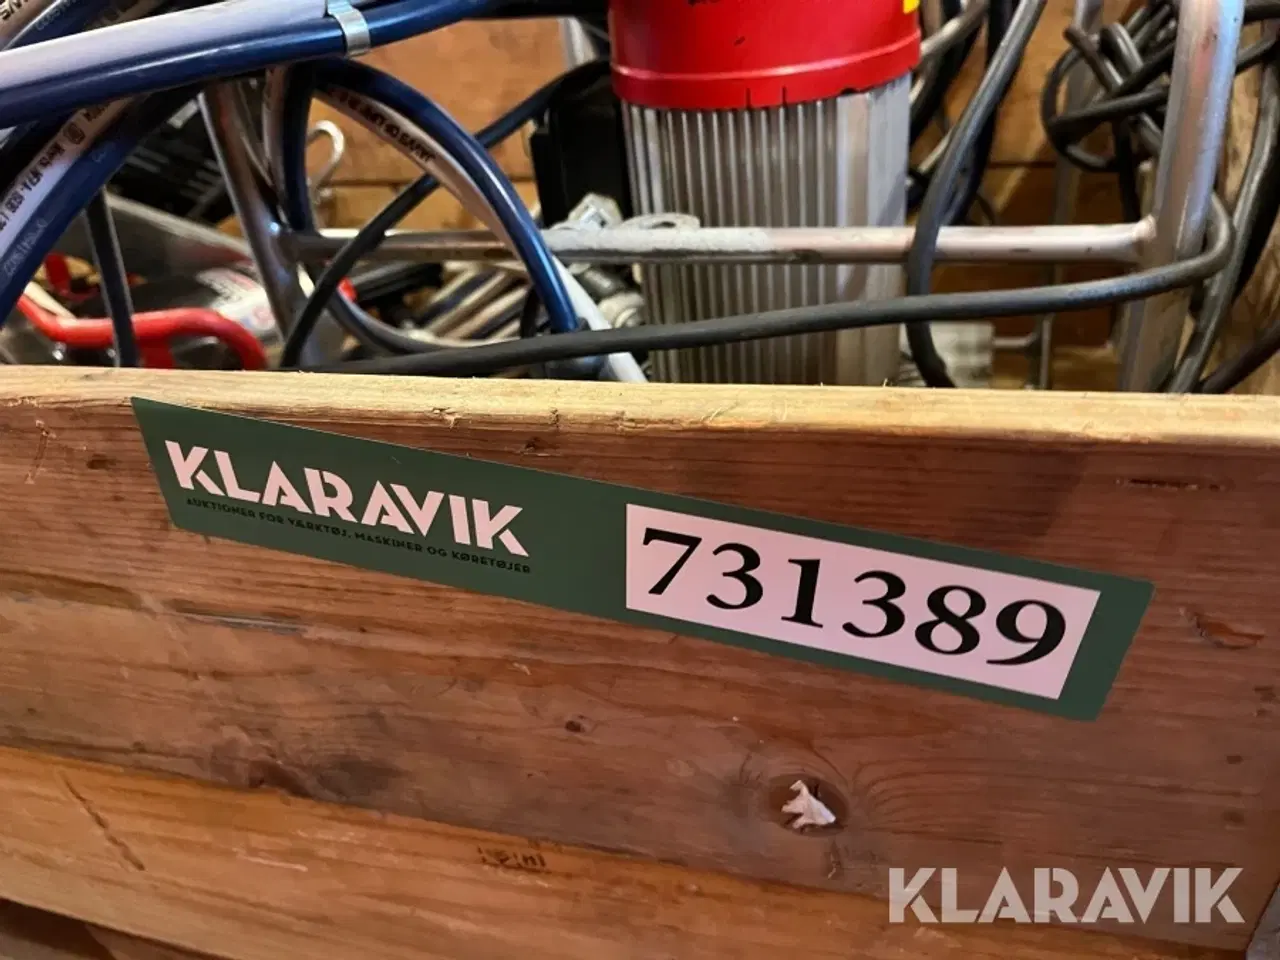 KLARAVIK
AUKTIONER FOR VÆRKTØJ, MASKINER OG KØRETØJER
731389
KLARAVIK